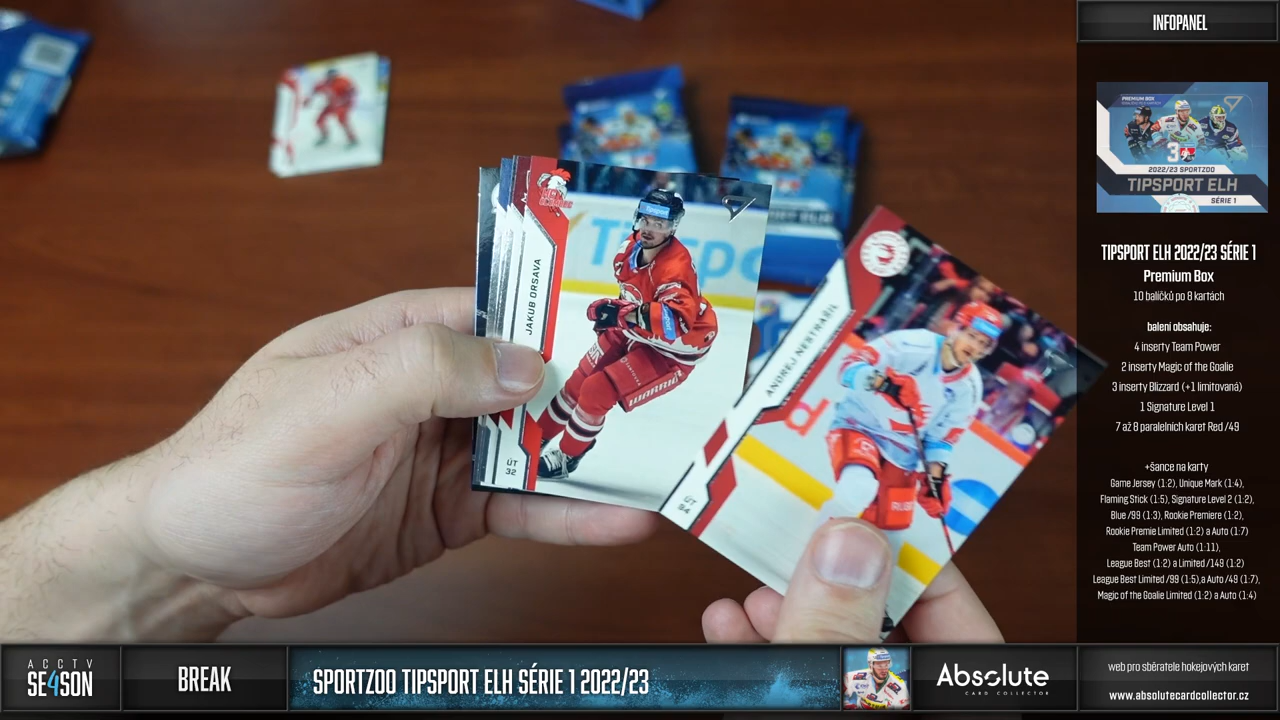 INFOPANEL
PREMIUM BOX
2022/23 SPORTZOO
TIPSPORT ELH
SÉRIE 1
TIPSPORT ELH 2022/23 SÉRIE 1
Premium Box
10 balíčků po 8 kartách
balení obsahuje:
4 inserty Team Power
2 inserty Magic of the Goalie
3 inserty Blizzard (+1 limitovaná)
1 Signature Level 1
7 až 8 paralelních karet Red /49
+šance na karty
Game Jersey (1:2), Unique Mark (1:4),
Flaming Stick (1:5), Signature Level 2 (1:2),
Blue /99 (1:3), Rookie Premiere (1:2),
Rookie Premie Limited (1:2) a Auto (1:7)
Team Power Auto (1:11),
League Best (1:2) a Limited /149 (1:2)
League Best Limited /99 (1:5),a Auto /49 (1:7),
Magic of the Goalie Limited (1:2) a Auto (1:4)
JAKUB ORSAVA
ÚT
32
Tipspo
WARRIOR
ANDREJ NESTRAŠIL
ÚT
94
ACCTV
SE4SON
BREAK
SPORTZOO TIPSPORT ELH SÉRIE 1 2022/23
Absolute
CARD COLLECTOR
web pro sběratele hokejových karet
www.absolutecardcollector.cz